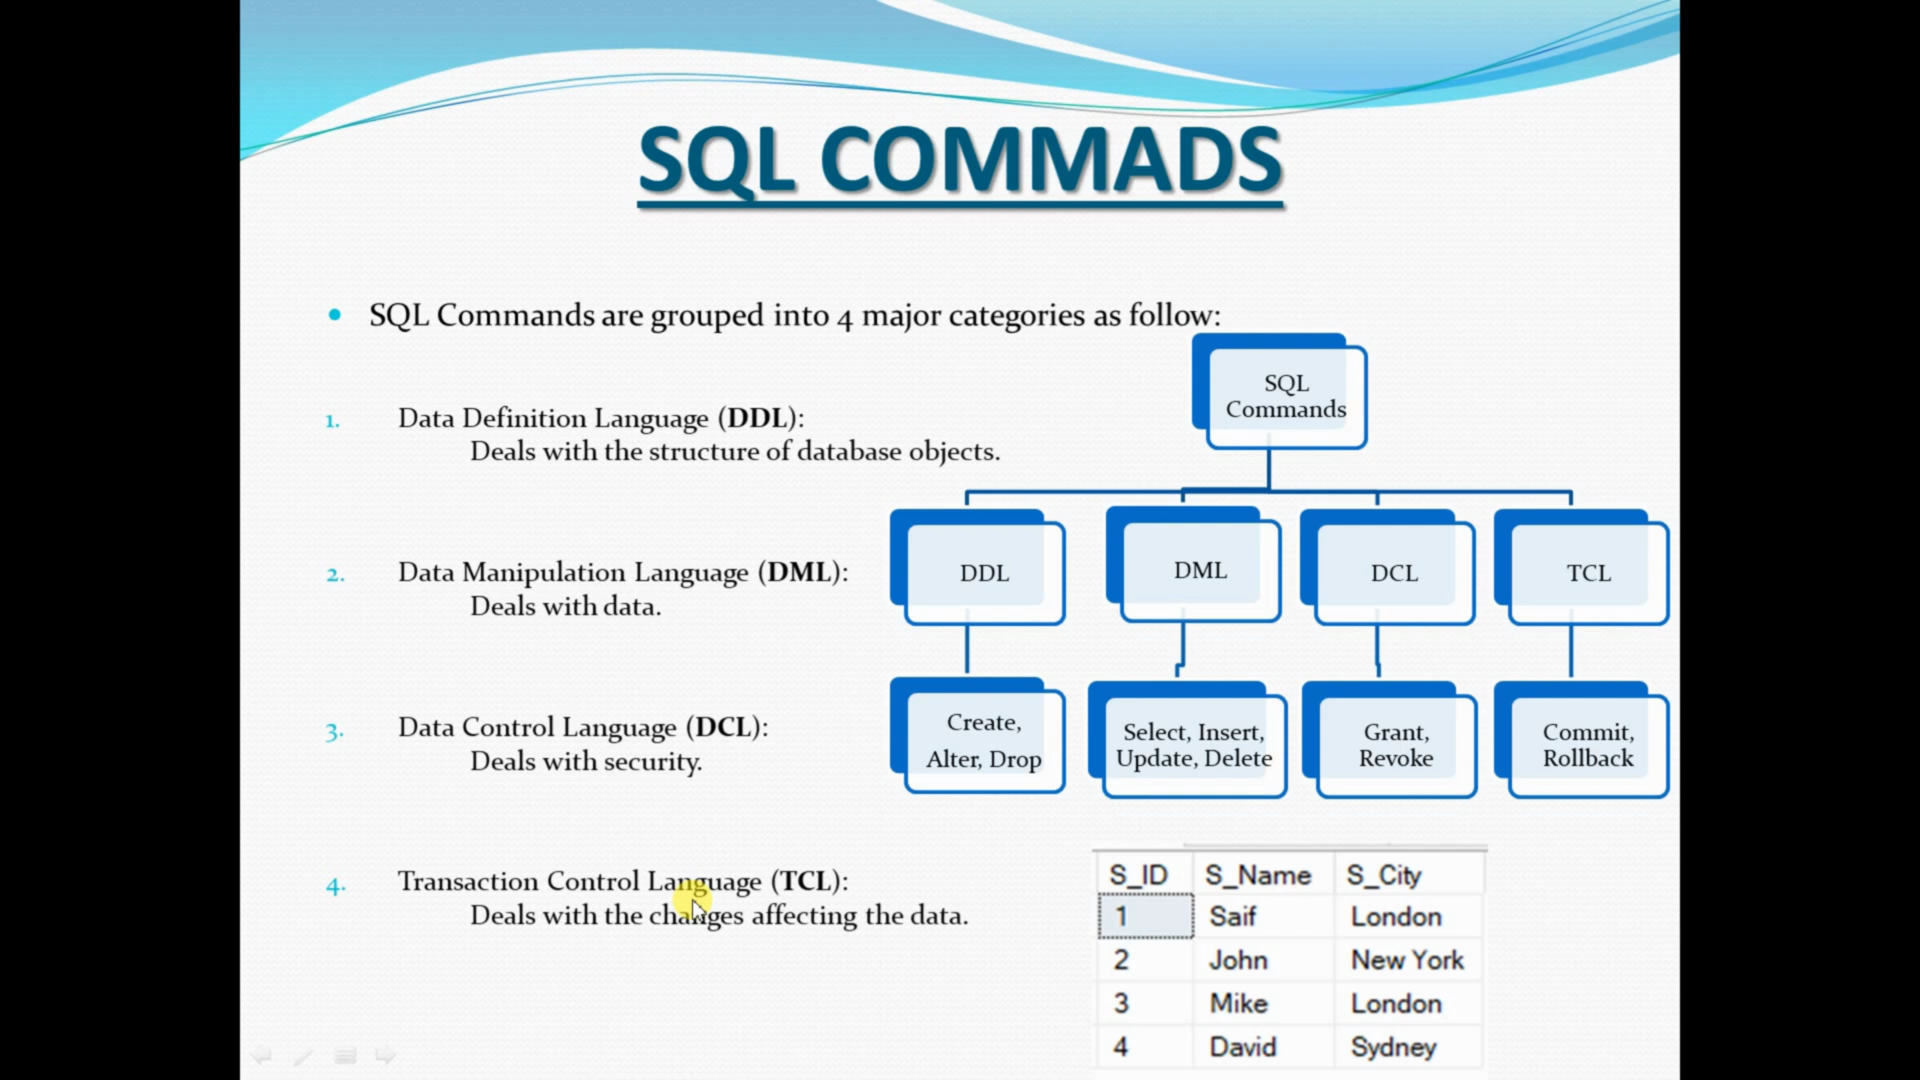 SQL COMMADS
• SQL Commands are grouped into 4 major categories as follow:
1. Data Definition Language (DDL):
Deals with the structure of database objects.
2. Data Manipulation Language (DML):
Deals with data.
3. Data Control Language (DCL):
Deals with security.
4. Transaction Control Language (TCL):
Deals with the changes affecting the data.
SQL
Commands
DDL
DML
DCL
TCL
Create,
Alter, Drop
Select, Insert,
Update, Delete
Grant,
Revoke
Commit,
Rollback
S_ID S_Name S_City
1 Saif London
2 John New York
3 Mike London
4 David Sydney